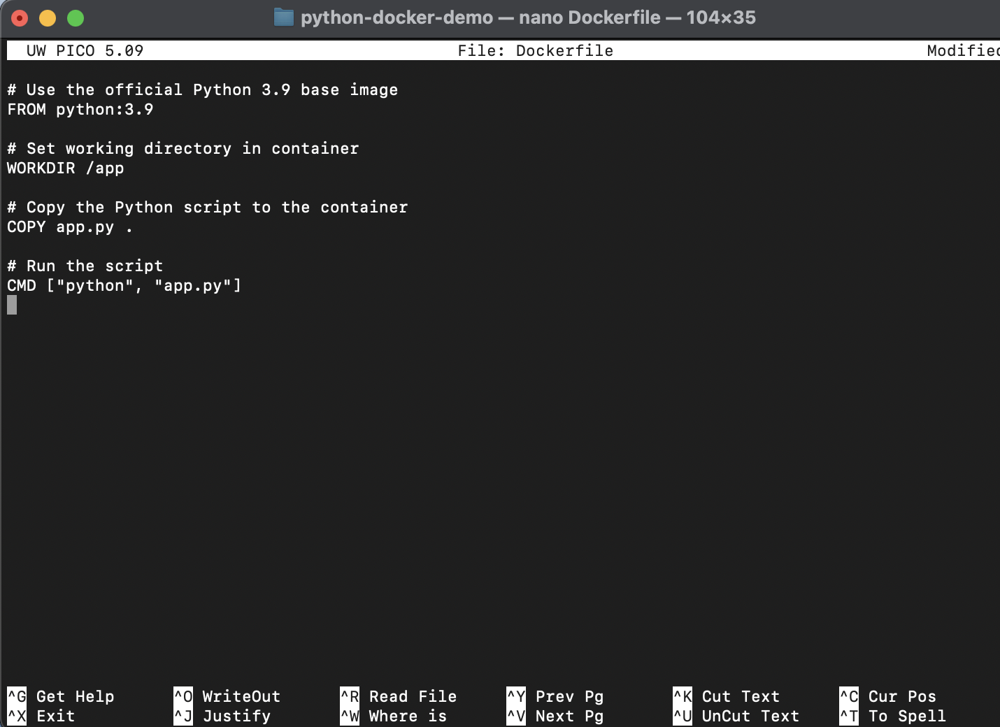 python-docker-demo — nano Dockerfile — 104×35
UW PICO 5.09 File: Dockerfile Modified
# Use the official Python 3.9 base image
FROM python:3.9
# Set working directory in container
WORKDIR /app
# Copy the Python script to the container
COPY app.py .
# Run the script
CMD ["python", "app.py"]
^G Get Help ^O WriteOut ^R Read File ^Y Prev Pg ^K Cut Text ^C Cur Pos
^X Exit ^J Justify ^W Where is ^V Next Pg ^U UnCut Text ^T To Spell